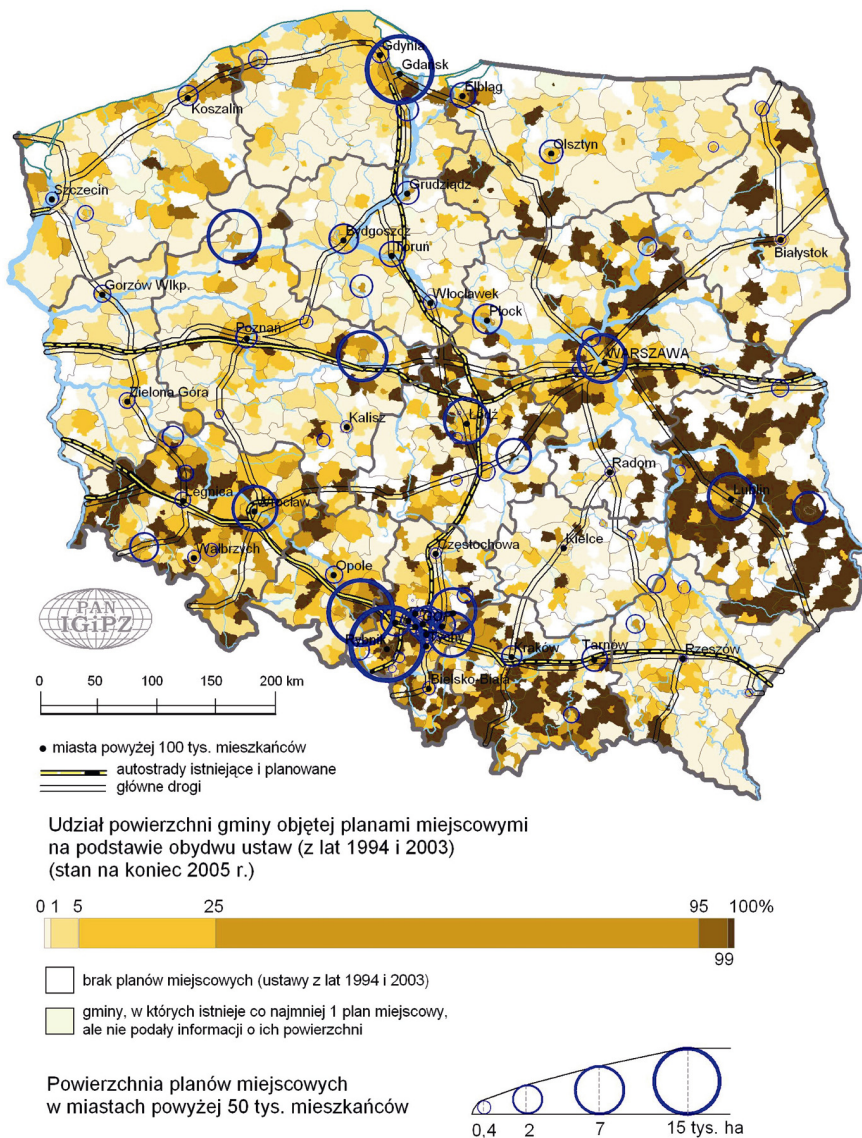 Gdynia
Gdańsk
Koszalin
Elbląg
Olsztyn
Szczecin
Grudziądz
Bydgoszcz
Toruń
Białystok
Gorzów Wlkp.
Włocławek
Płock
Poznań
WARSZAWA
Zielona Góra
Kalisz
Łódź
Radom
Legnica
Wrocław
Lublin
Wałbrzych
Opole
Częstochowa
Kielce
PAN
IGiPZ
Rybnik
Tychy
Kraków
Tarnów
Rzeszów
Bielsko-Biała
0 50 100 150 200 km
miasta powyżej 100 tys. mieszkańców
autostrady istniejące i planowane
główne drogi
Udział powierzchni gminy objętej planami miejscowymi
na podstawie obydwu ustaw (z lat 1994 i 2003)
(stan na koniec 2005 r.)
0 1 5 25 95 100%
99
brak planów miejscowych (ustawy z lat 1994 i 2003)
gminy, w których istnieje co najmniej 1 plan miejscowy,
ale nie podały informacji o ich powierzchni
Powierzchnia planów miejscowych
w miastach powyżej 50 tys. mieszkańców
0,4 2 7 15 tys. ha